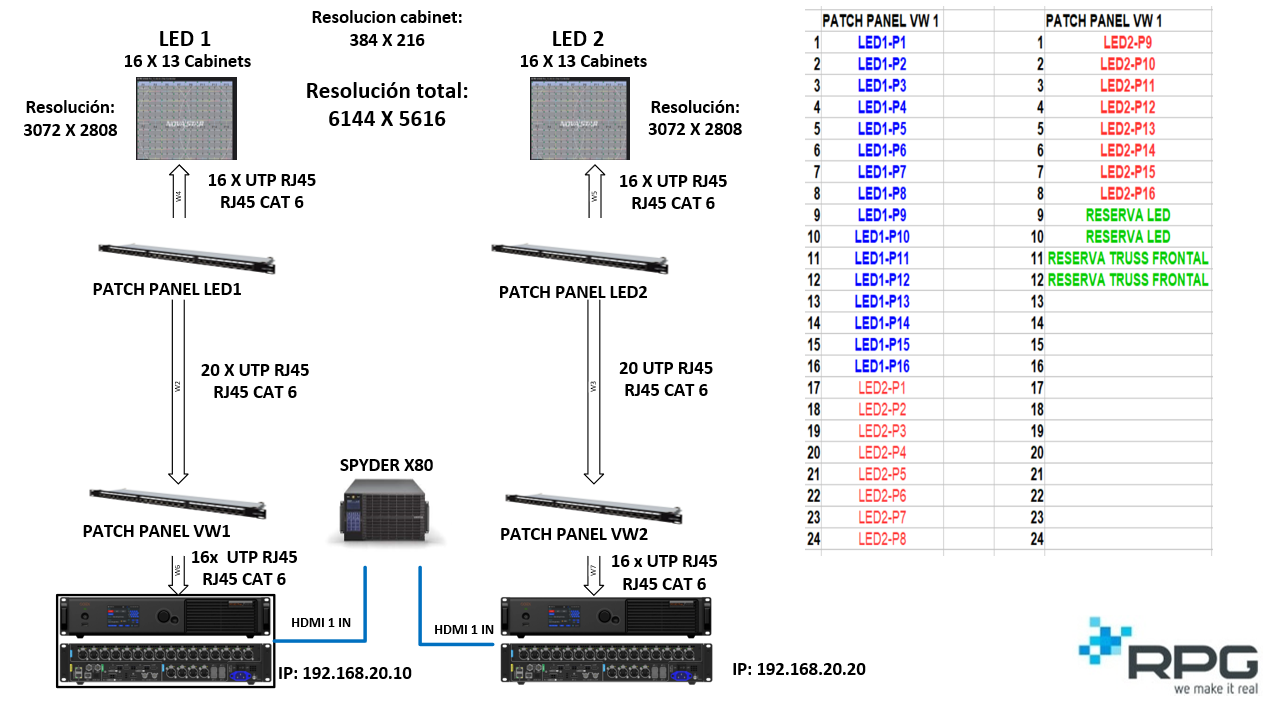 Resolucion cabinet:
384 X 216
LED 1
16 X 13 Cabinets
LED 2
16 X 13 Cabinets
Resolución total:
6144 X 5616
Resolución:
3072 X 2808
NOVASTAR
NOVASTAR
Resolución:
3072 X 2808
W4
16 X UTP RJ45
RJ45 CAT 6
W5
16 X UTP RJ45
RJ45 CAT 6
PATCH PANEL LED1
PATCH PANEL LED2
W2
20 X UTP RJ45
RJ45 CAT 6
W3
20 UTP RJ45
RJ45 CAT 6
SPYDER X80
PATCH PANEL VW1
PATCH PANEL VW2
W6
16x UTP RJ45
RJ45 CAT 6
W7
16 x UTP RJ45
RJ45 CAT 6
HDMI 1 IN
HDMI 1 IN
IP: 192.168.20.10
IP: 192.168.20.20
PATCH PANEL VW 1
1 LED1-P1
2 LED1-P2
3 LED1-P3
4 LED1-P4
5 LED1-P5
6 LED1-P6
7 LED1-P7
8 LED1-P8
9 LED1-P9
10 LED1-P10
11 LED1-P11
12 LED1-P12
13 LED1-P13
14 LED1-P14
15 LED1-P15
16 LED1-P16
17 LED2-P1
18 LED2-P2
19 LED2-P3
20 LED2-P4
21 LED2-P5
22 LED2-P6
23 LED2-P7
24 LED2-P8
PATCH PANEL VW 1
1 LED2-P9
2 LED2-P10
3 LED2-P11
4 LED2-P12
5 LED2-P13
6 LED2-P14
7 LED2-P15
8 LED2-P16
9 RESERVA LED
10 RESERVA LED
11 RESERVA TRUSS FRONTAL
12 RESERVA TRUSS FRONTAL
13
14
15
16
17
18
19
20
21
22
23
24
RPG
we make it real